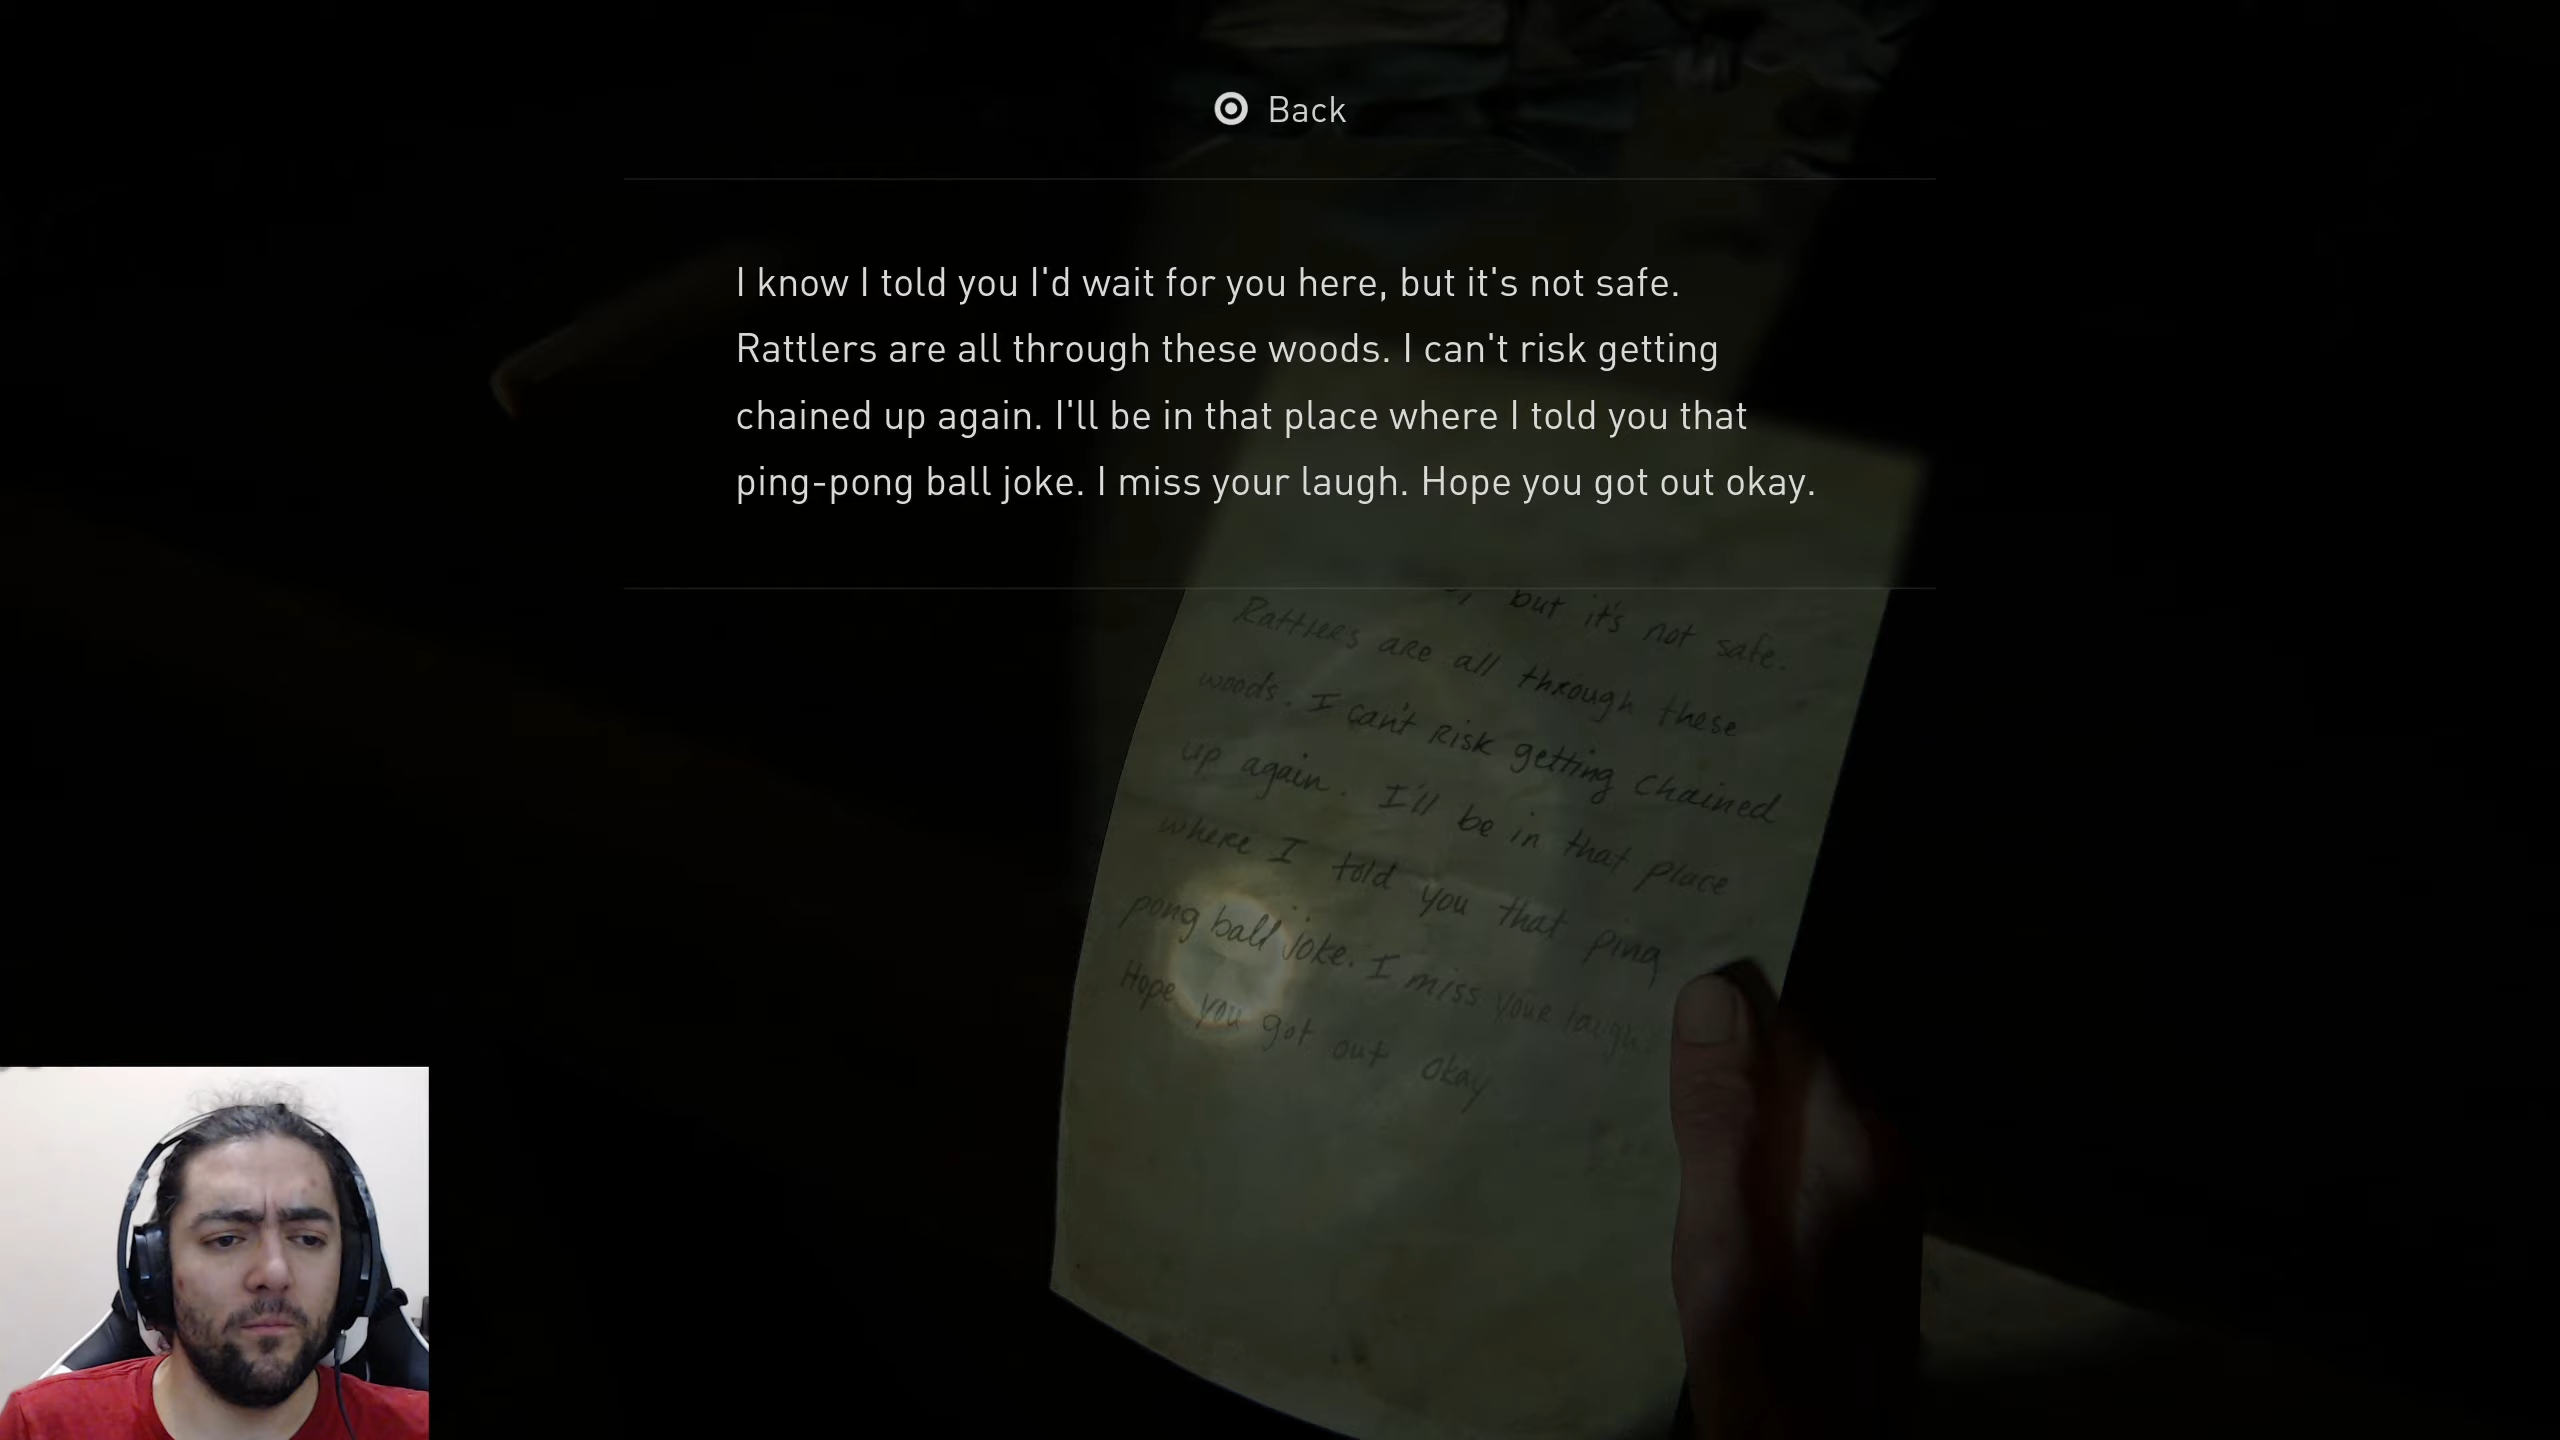 Back
I know I told you I'd wait for you here, but it's not safe.
Rattlers are all through these woods. I can't risk getting
chained up again. I'll be in that place where I told you that
ping-pong ball joke. I miss your laugh. Hope you got out okay.
but it's not safe.
Rattlers are all through these
woods. I can't risk getting chained
up again. I'll be in that place
where I told you that ping
pong ball joke. I miss your laugh.
Hope you got out okay